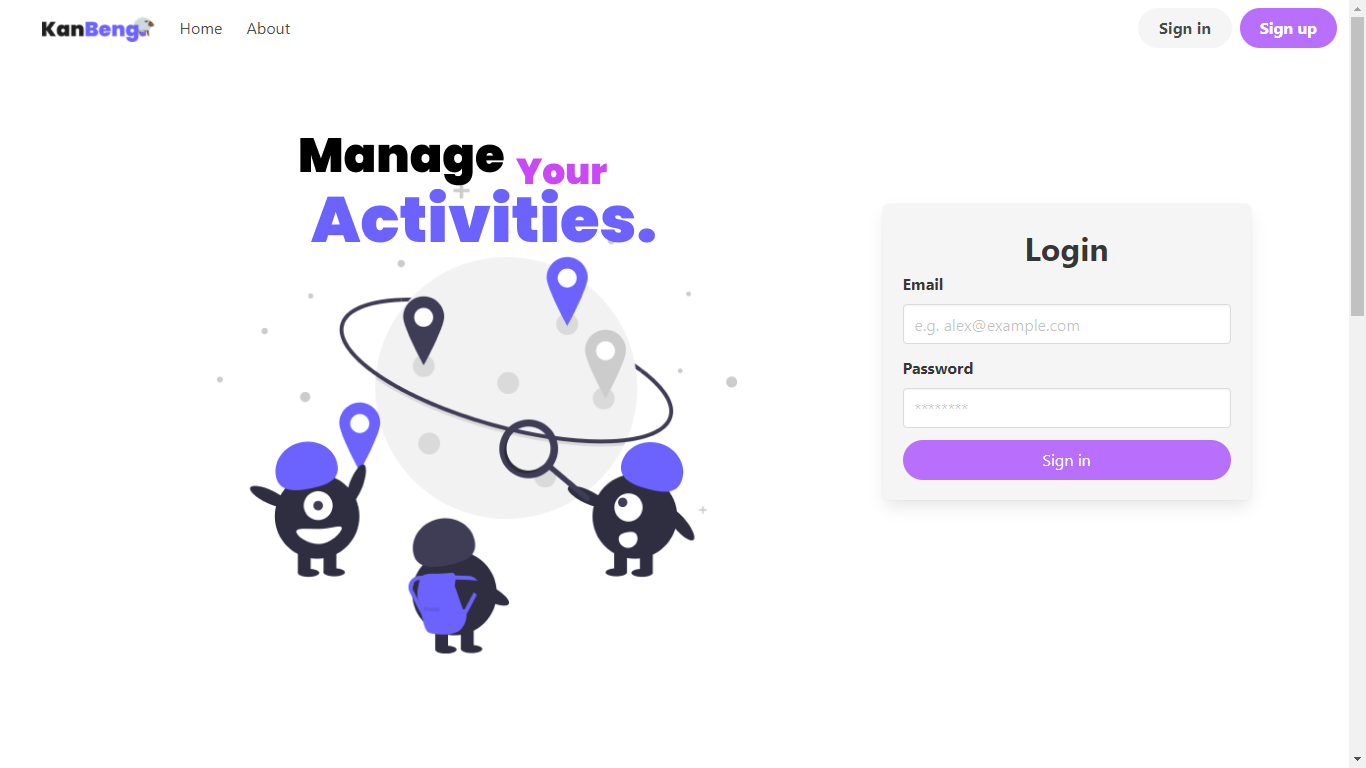 KanBeng
Home
About
Sign in
Sign up
Manage Your
Activities.
Login
Email
e.g. alex@example.com
Password
********
Sign in